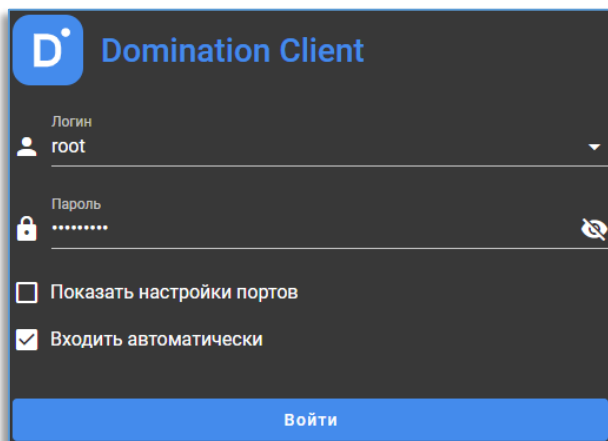 Domination Client
Логин
root
Пароль
•••••••••
Показать настройки портов
Входить автоматически
Войти